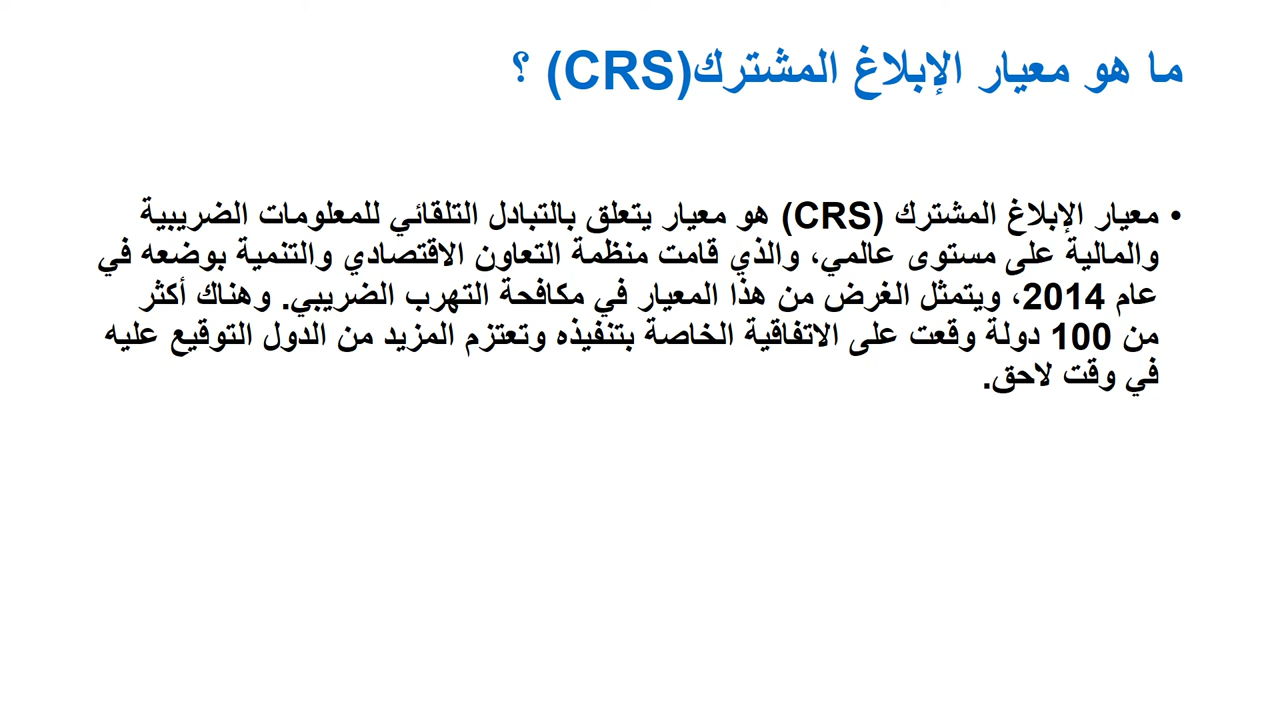 ما هو معيار الإبلاغ المشترك(CRS) ؟
• معيار الإبلاغ المشترك (CRS) هو معيار يتعلق بالتبادل التلقائي للمعلومات الضريبية
والمالية على مستوى عالمي، والذي قامت منظمة التعاون الاقتصادي والتنمية بوضعه في
عام 2014، ويتمثل الغرض من هذا المعيار في مكافحة التهرب الضريبي. وهناك أكثر
من 100 دولة وقعت على الاتفاقية الخاصة بتنفيذه وتعتزم المزيد من الدول التوقيع عليه
في وقت لاحق.